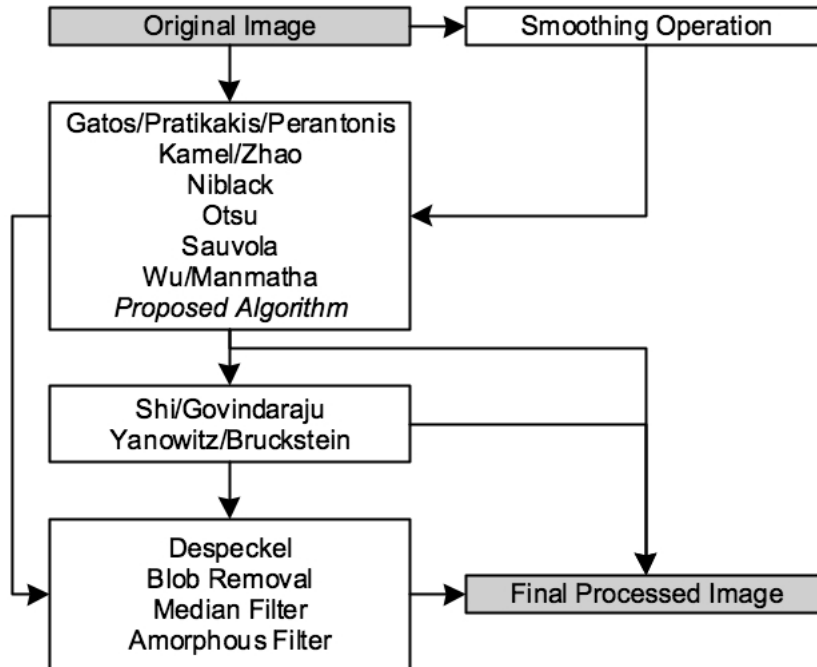 Original Image
Smoothing Operation
Gatos/Pratikakis/Perantonis
Kamel/Zhao
Niblack
Otsu
Sauvola
Wu/Manmatha
Proposed Algorithm
Shi/Govindaraju
Yanowitz/Bruckstein
Despeckel
Blob Removal
Median Filter
Amorphous Filter
Final Processed Image